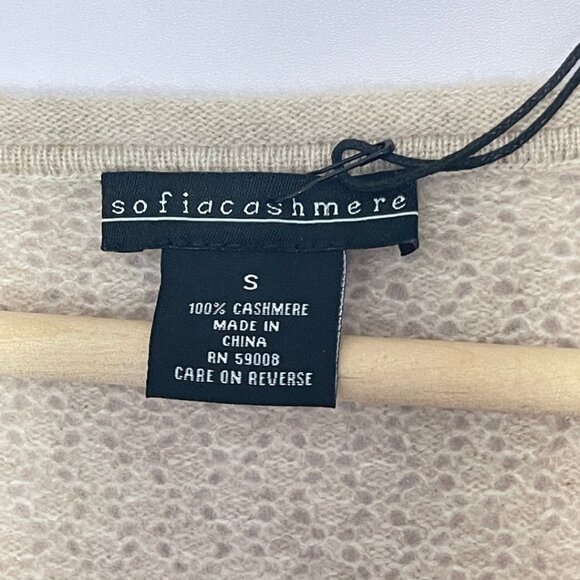 sofiacashmere
S
100% CASHMERE
MADE IN
CHINA
RN 59008
CARE ON REVERSE